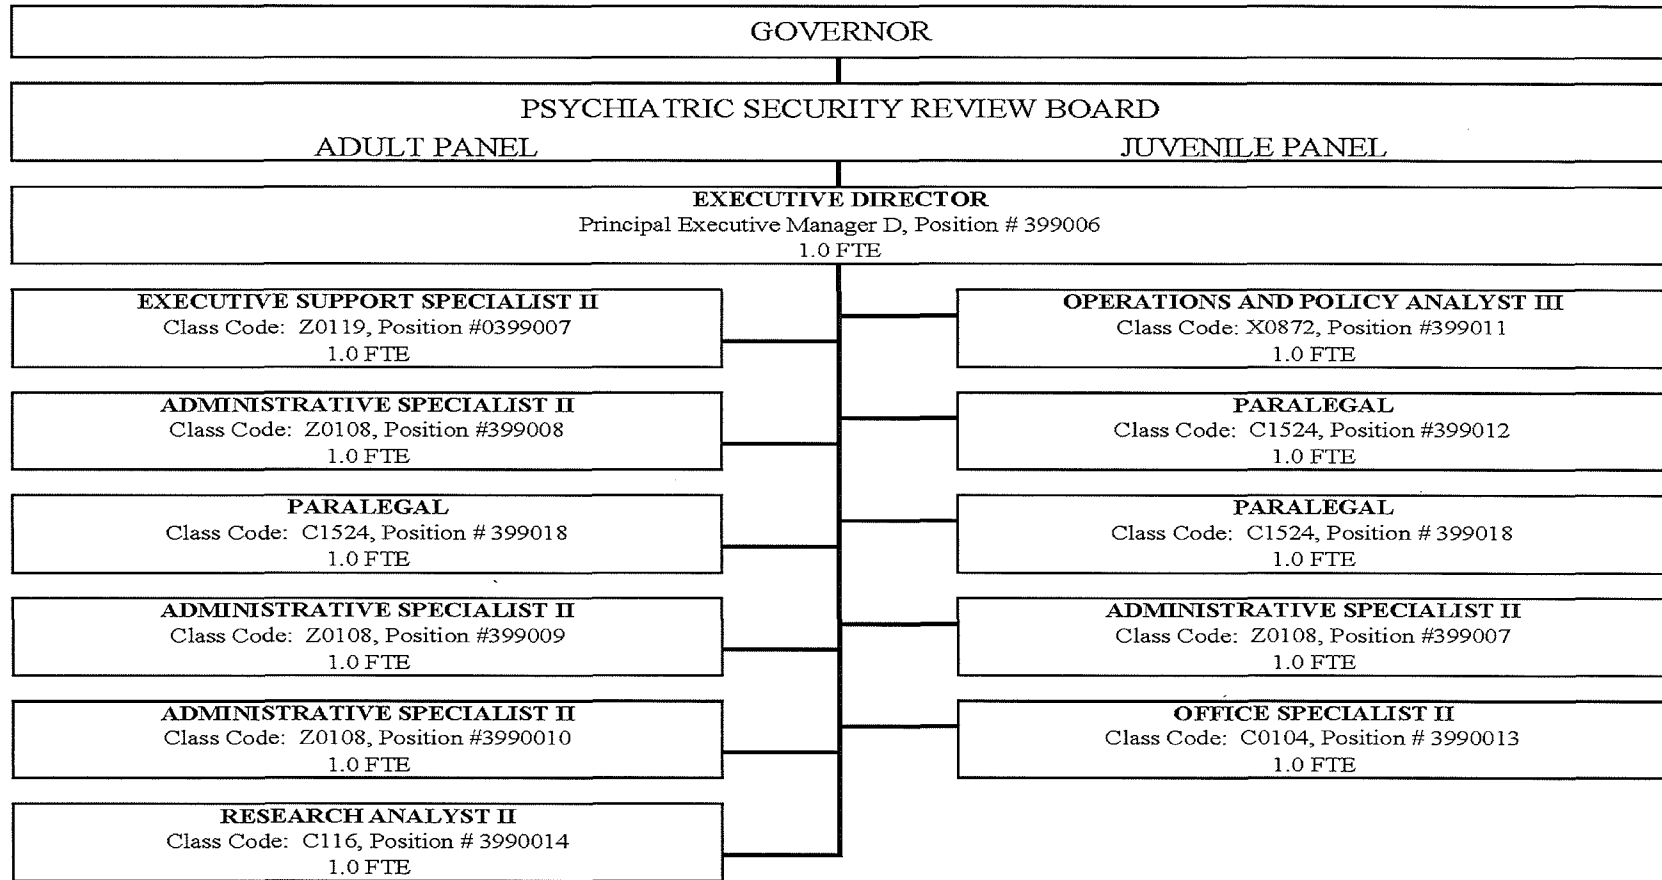 GOVERNOR
PSYCHIATRIC SECURITY REVIEW BOARD
ADULT PANEL JUVENILE PANEL
EXECUTIVE DIRECTOR
Principal Executive Manager D, Position # 399006
1.0 FTE
EXECUTIVE SUPPORT SPECIALIST II
Class Code: Z0119, Position #0399007
1.0 FTE
OPERATIONS AND POLICY ANALYST III
Class Code: X0872, Position #399011
1.0 FTE
ADMINISTRATIVE SPECIALIST II
Class Code: Z0108, Position #399008
1.0 FTE
PARALEGAL
Class Code: C1524, Position #399012
1.0 FTE
PARALEGAL
Class Code: C1524, Position # 399018
1.0 FTE
PARALEGAL
Class Code: C1524, Position # 399018
1.0 FTE
ADMINISTRATIVE SPECIALIST II
Class Code: Z0108, Position #399009
1.0 FTE
ADMINISTRATIVE SPECIALIST II
Class Code: Z0108, Position #399007
1.0 FTE
ADMINISTRATIVE SPECIALIST II
Class Code: Z0108, Position #3990010
1.0 FTE
OFFICE SPECIALIST II
Class Code: C0104, Position # 3990013
1.0 FTE
RESEARCH ANALYST II
Class Code: C116, Position # 3990014
1.0 FTE